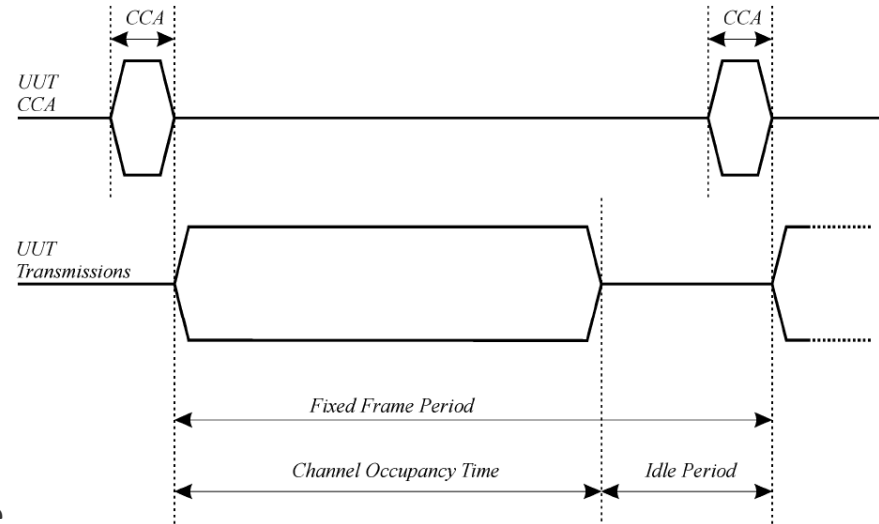 CCA
CCA
UUT
CCA
UUT
Transmissions
Fixed Frame Period
Channel Occupancy Time
Idle Period